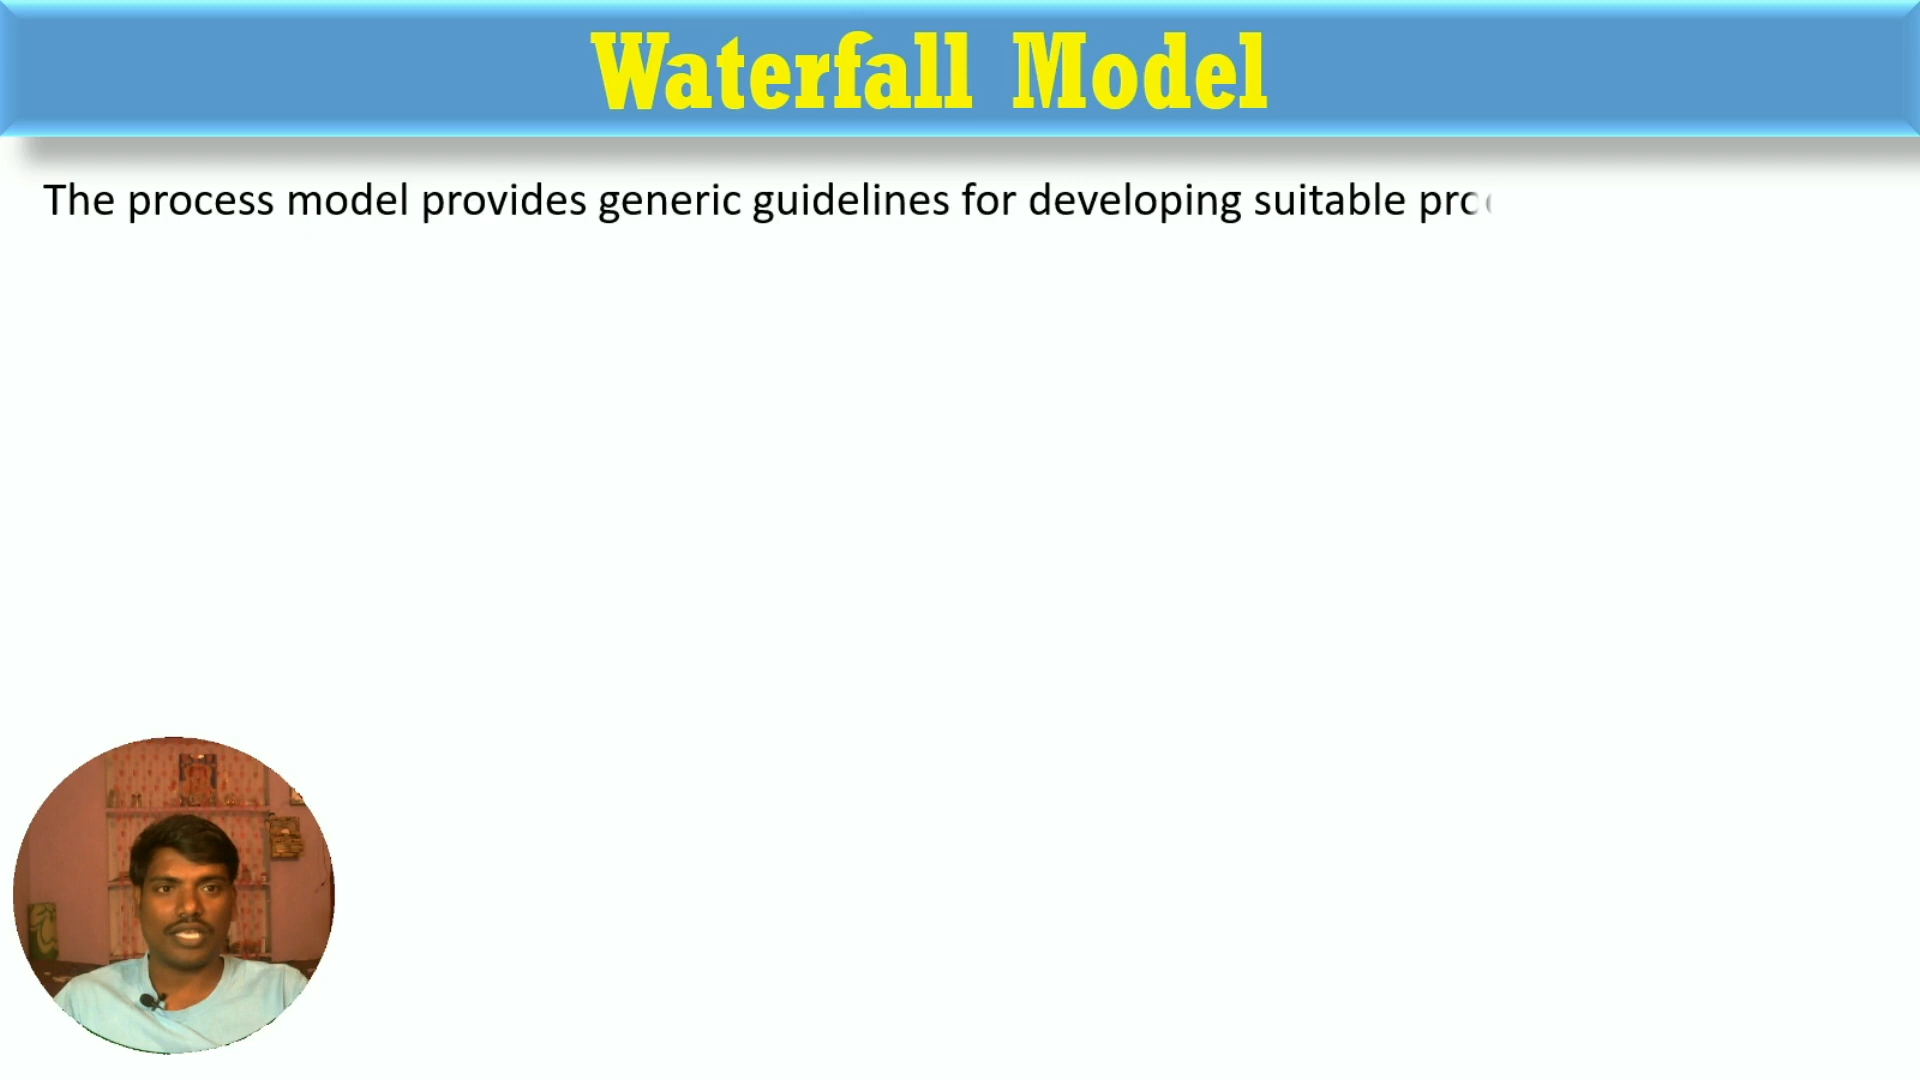 Waterfall Model
The process model provides generic guidelines for developing suitable